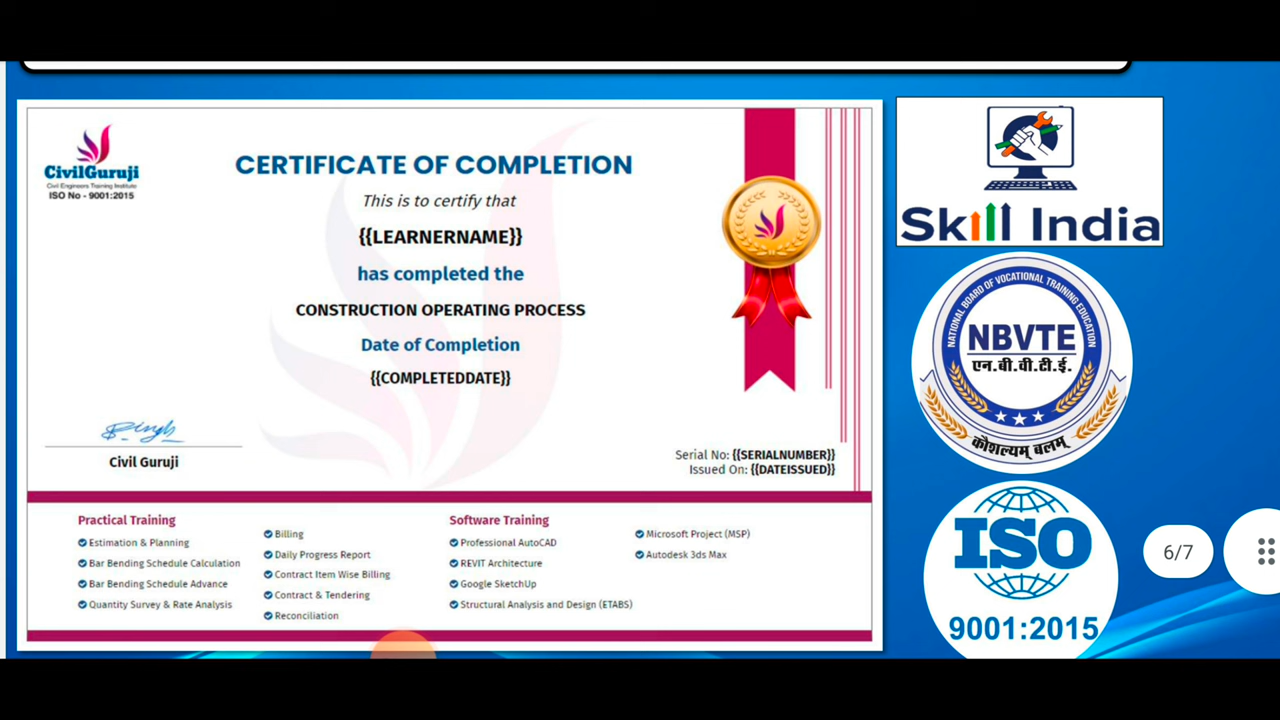 CivilGuruji
Civil Engineers Training Institute
ISO No - 9001:2015
CERTIFICATE OF COMPLETION
This is to certify that
{{LEARNERNAME}}
has completed the
CONSTRUCTION OPERATING PROCESS
Date of Completion
{{COMPLETEDDATE}}
Singh
Civil Guruji
Serial No: {{SERIALNUMBER}}
Issued On: {{DATEISSUED}}
Practical Training
Estimation & Planning
Bar Bending Schedule Calculation
Bar Bending Schedule Advance
Quantity Survey & Rate Analysis
Billing
Daily Progress Report
Contract Item Wise Billing
Contract & Tendering
Reconciliation
Software Training
Professional AutoCAD
REVIT Architecture
Google SketchUp
Structural Analysis and Design (ETABS)
Microsoft Project (MSP)
Autodesk 3ds Max
Skill India
NATIONAL BOARD OF VOCATIONAL TRAINING EDUCATION
NBVTE
एन.बी.वी.टी.ई.
कौशल्यम् बलम्
ISO
9001:2015
6/7